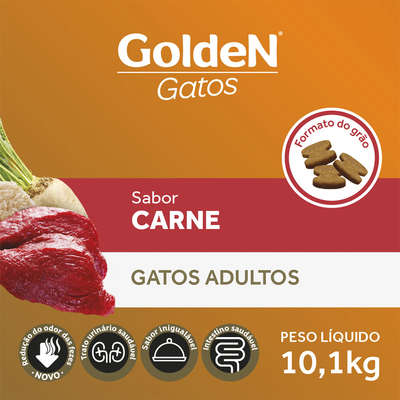 GoldeN®
Gatos
Formato do grão
Sabor
CARNE
GATOS ADULTOS
Redução do odor das fezes
• NOVO •
Trato urinário saudável
Sabor inigualável
Intestino saudável
PESO LÍQUIDO
10,1kg